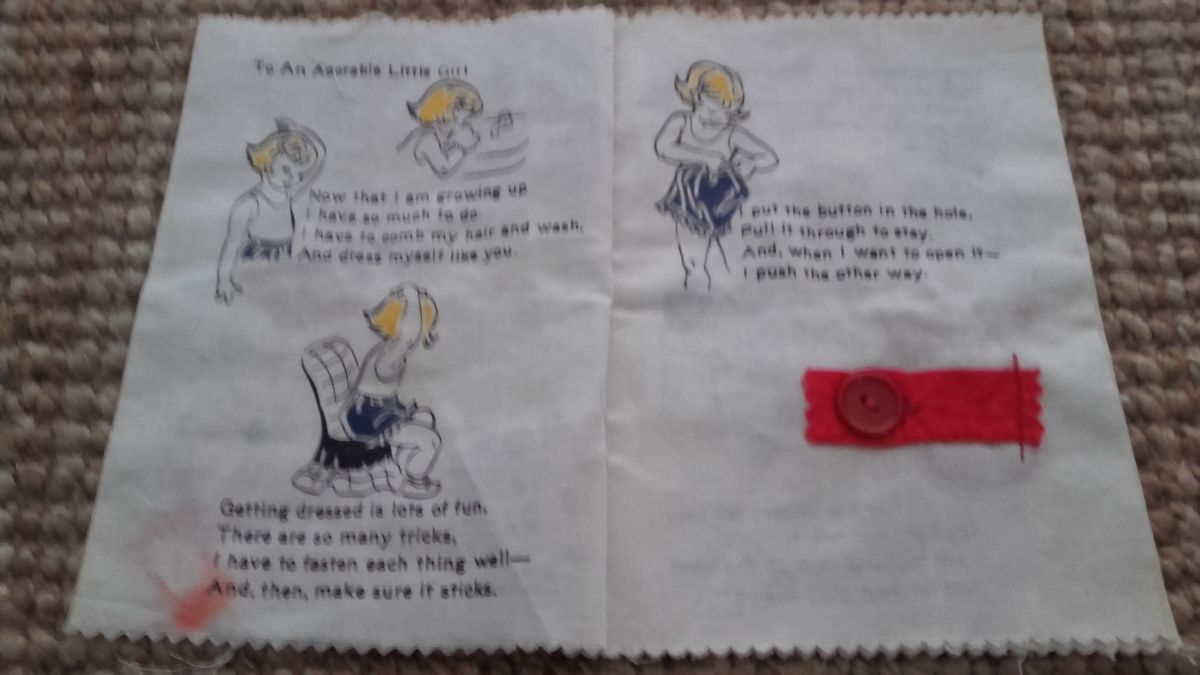 To An Adorable Little Girl
Now that I am growing up
I have so much to do.
I have to comb my hair and wash,
And dress myself like you.
Getting dressed is lots of fun,
There are so many tricks,
I have to fasten each thing well—
And, then, make sure it sticks.
I put the button in the hole,
Pull it through to stay.
And, when I want to open it—
I push the other way.